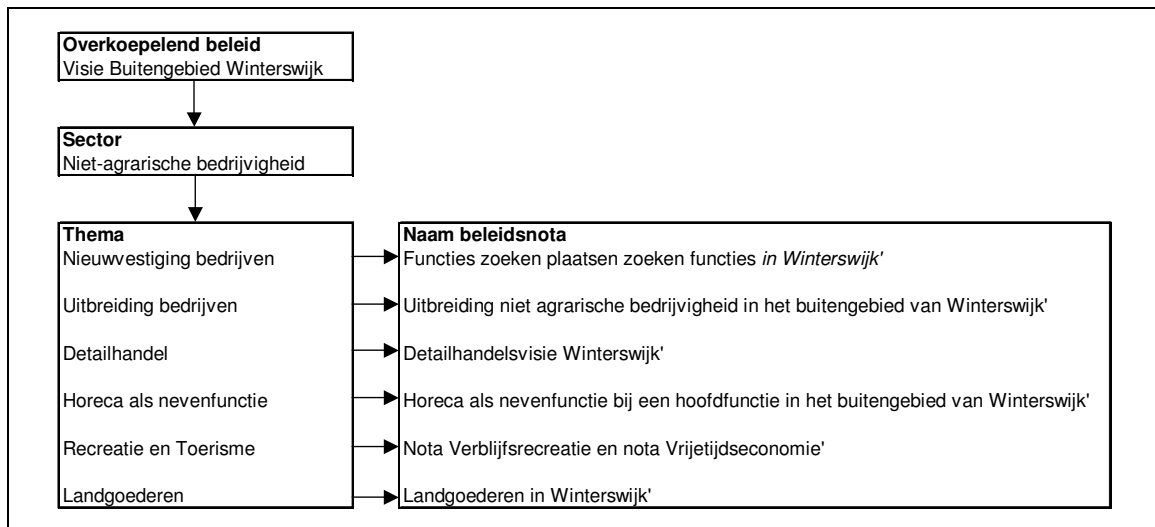 Overkoepelend beleid
Visie Buitengebied Winterswijk
Sector
Niet-agrarische bedrijvigheid
Thema
Naam beleidsnota
Nieuwvestiging bedrijven
Functies zoeken plaatsen zoeken functies in Winterswijk'
Uitbreiding bedrijven
Uitbreiding niet agrarische bedrijvigheid in het buitengebied van Winterswijk'
Detailhandel
Detailhandelsvisie Winterswijk'
Horeca als nevenfunctie
Horeca als nevenfunctie bij een hoofdfunctie in het buitengebied van Winterswijk'
Recreatie en Toerisme
Nota Verblijfsrecreatie en nota Vrijetijdseconomie'
Landgoederen
Landgoederen in Winterswijk'